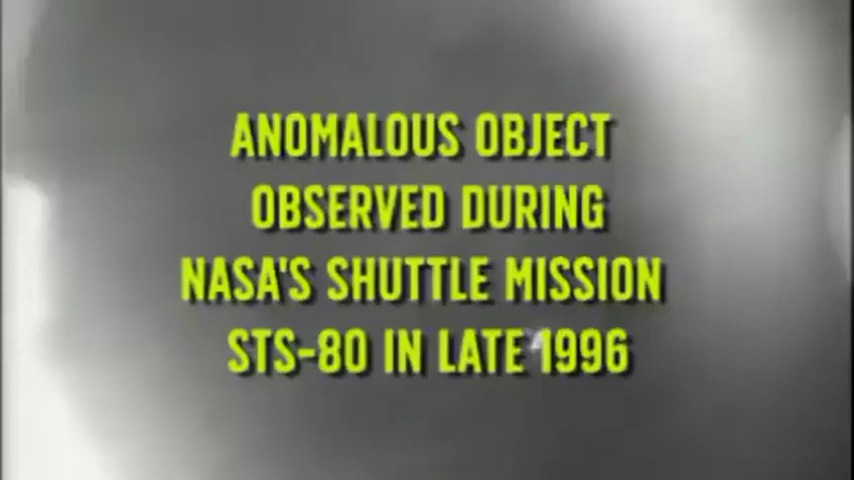 ANOMALOUS OBJECT
OBSERVED DURING
NASA'S SHUTTLE MISSION
STS-80 IN LATE 1996